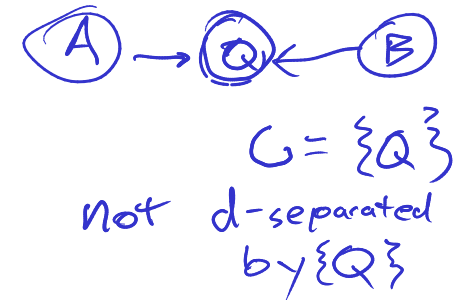 A → Q ← B
C = {Q}
not d-separated
by {Q}